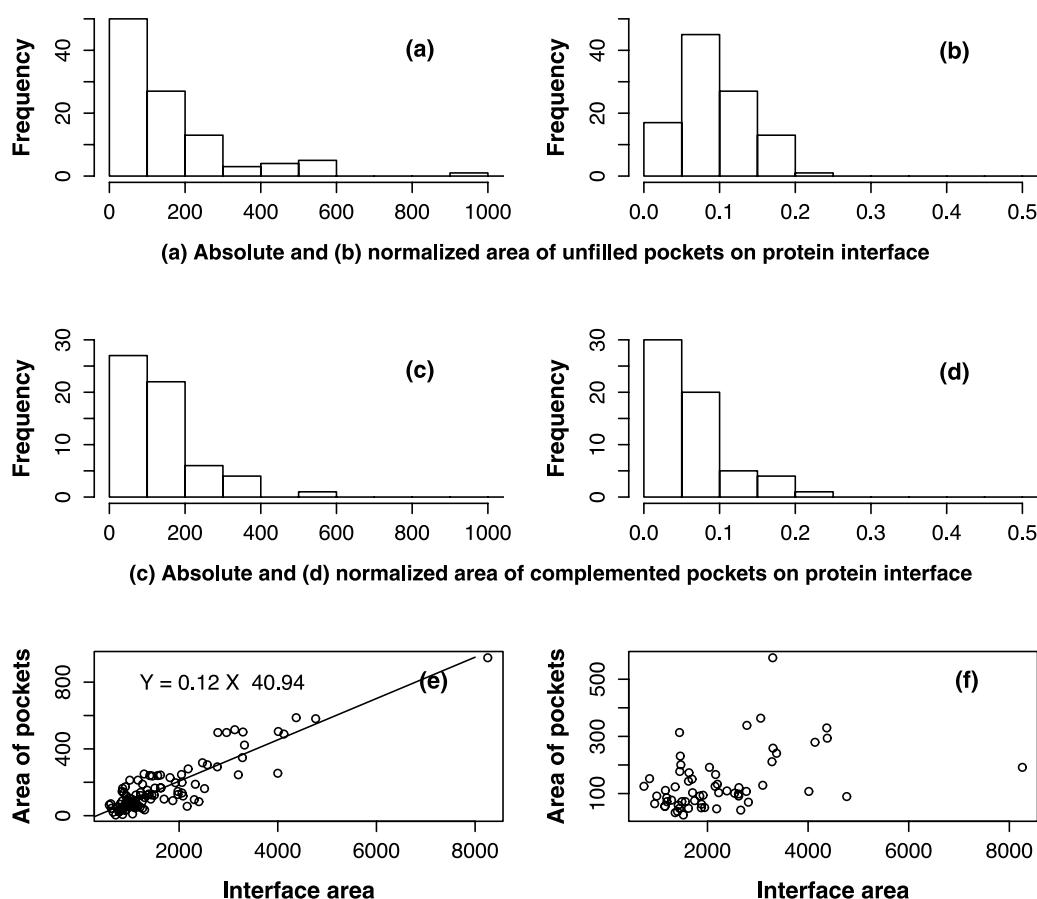 (a)
(b)
Frequency
0 20 40
0 200 400 600 800 1000
Frequency
0 20 40
0.0 0.1 0.2 0.3 0.4 0.5
(a) Absolute and (b) normalized area of unfilled pockets on protein interface
(c)
(d)
Frequency
0 10 20 30
0 200 400 600 800 1000
Frequency
0 10 20 30
0.0 0.1 0.2 0.3 0.4 0.5
(c) Absolute and (d) normalized area of complemented pockets on protein interface
Y = 0.12 X 40.94
(e)
(f)
Area of pockets
0 400 800
2000 4000 6000 8000
Interface area
Area of pockets
100 300 500
2000 4000 6000 8000
Interface area